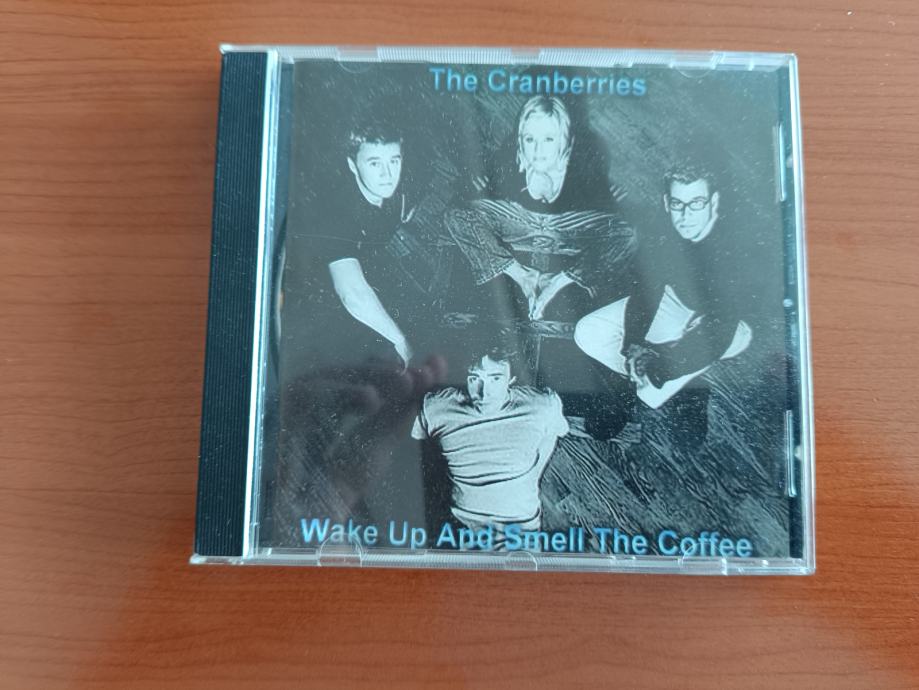 The Cranberries
Wake Up And Smell The Coffee